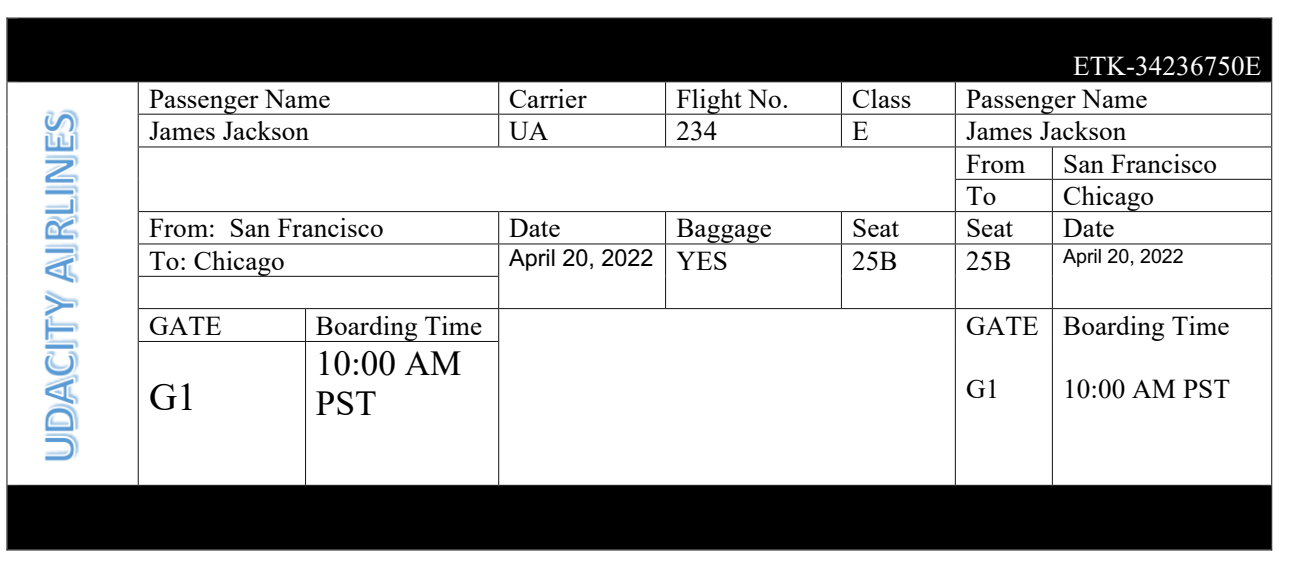 ETK-34236750E
UDACITY AIRLINES
Passenger Name Carrier Flight No. Class Passenger Name
James Jackson UA 234 E James Jackson
From San Francisco
To Chicago
From: San Francisco Date Baggage Seat Seat Date
To: Chicago April 20, 2022 YES 25B 25B April 20, 2022
GATE Boarding Time GATE Boarding Time
G1 10:00 AM
PST G1 10:00 AM PST